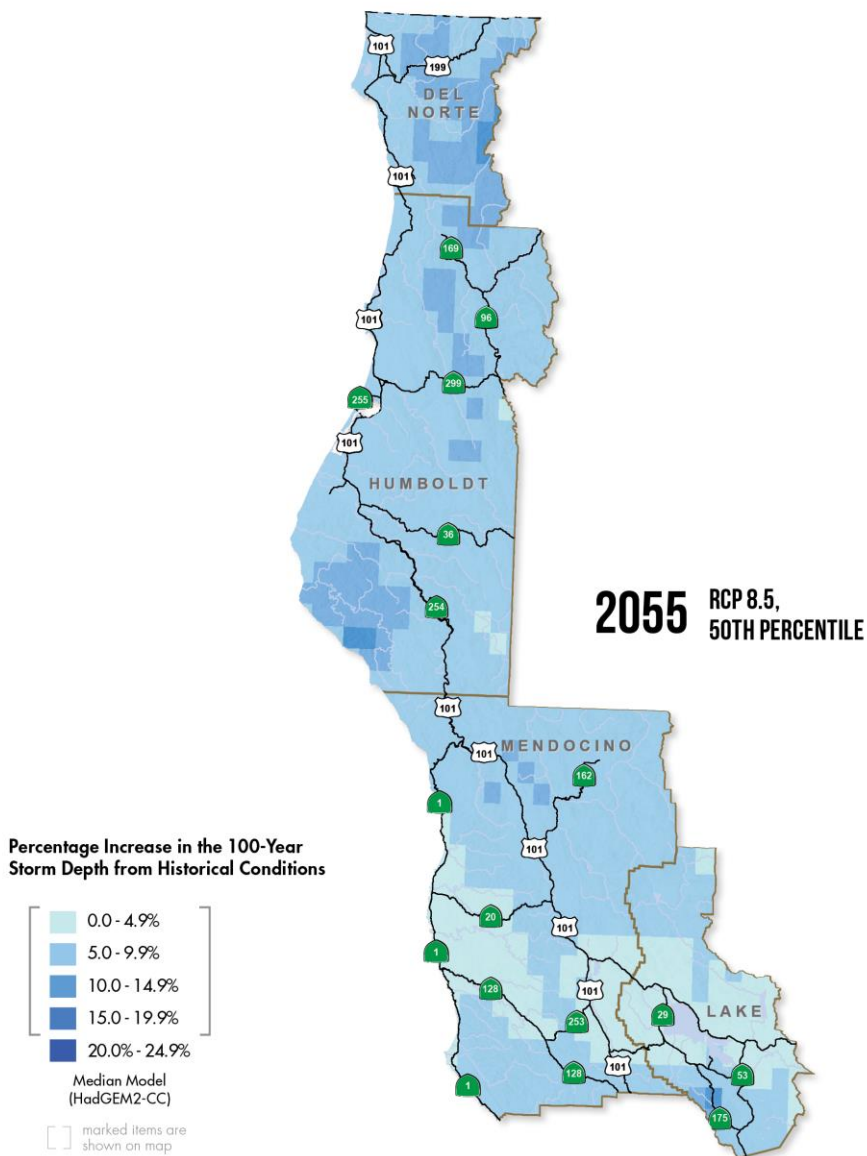 101
199
DEL
NORTE
101
169
101
96
299
255
101
HUMBOLDT
36
254
2055
RCP 8.5,
50TH PERCENTILE
101
MENDOCINO
101
162
1
101
Percentage Increase in the 100-Year
Storm Depth from Historical Conditions
0.0 - 4.9%
5.0 - 9.9%
10.0 - 14.9%
15.0 - 19.9%
20.0% - 24.9%
Median Model
(HadGEM2-CC)
marked items are
shown on map
20
101
1
128
101
29
LAKE
253
101
128
53
1
175